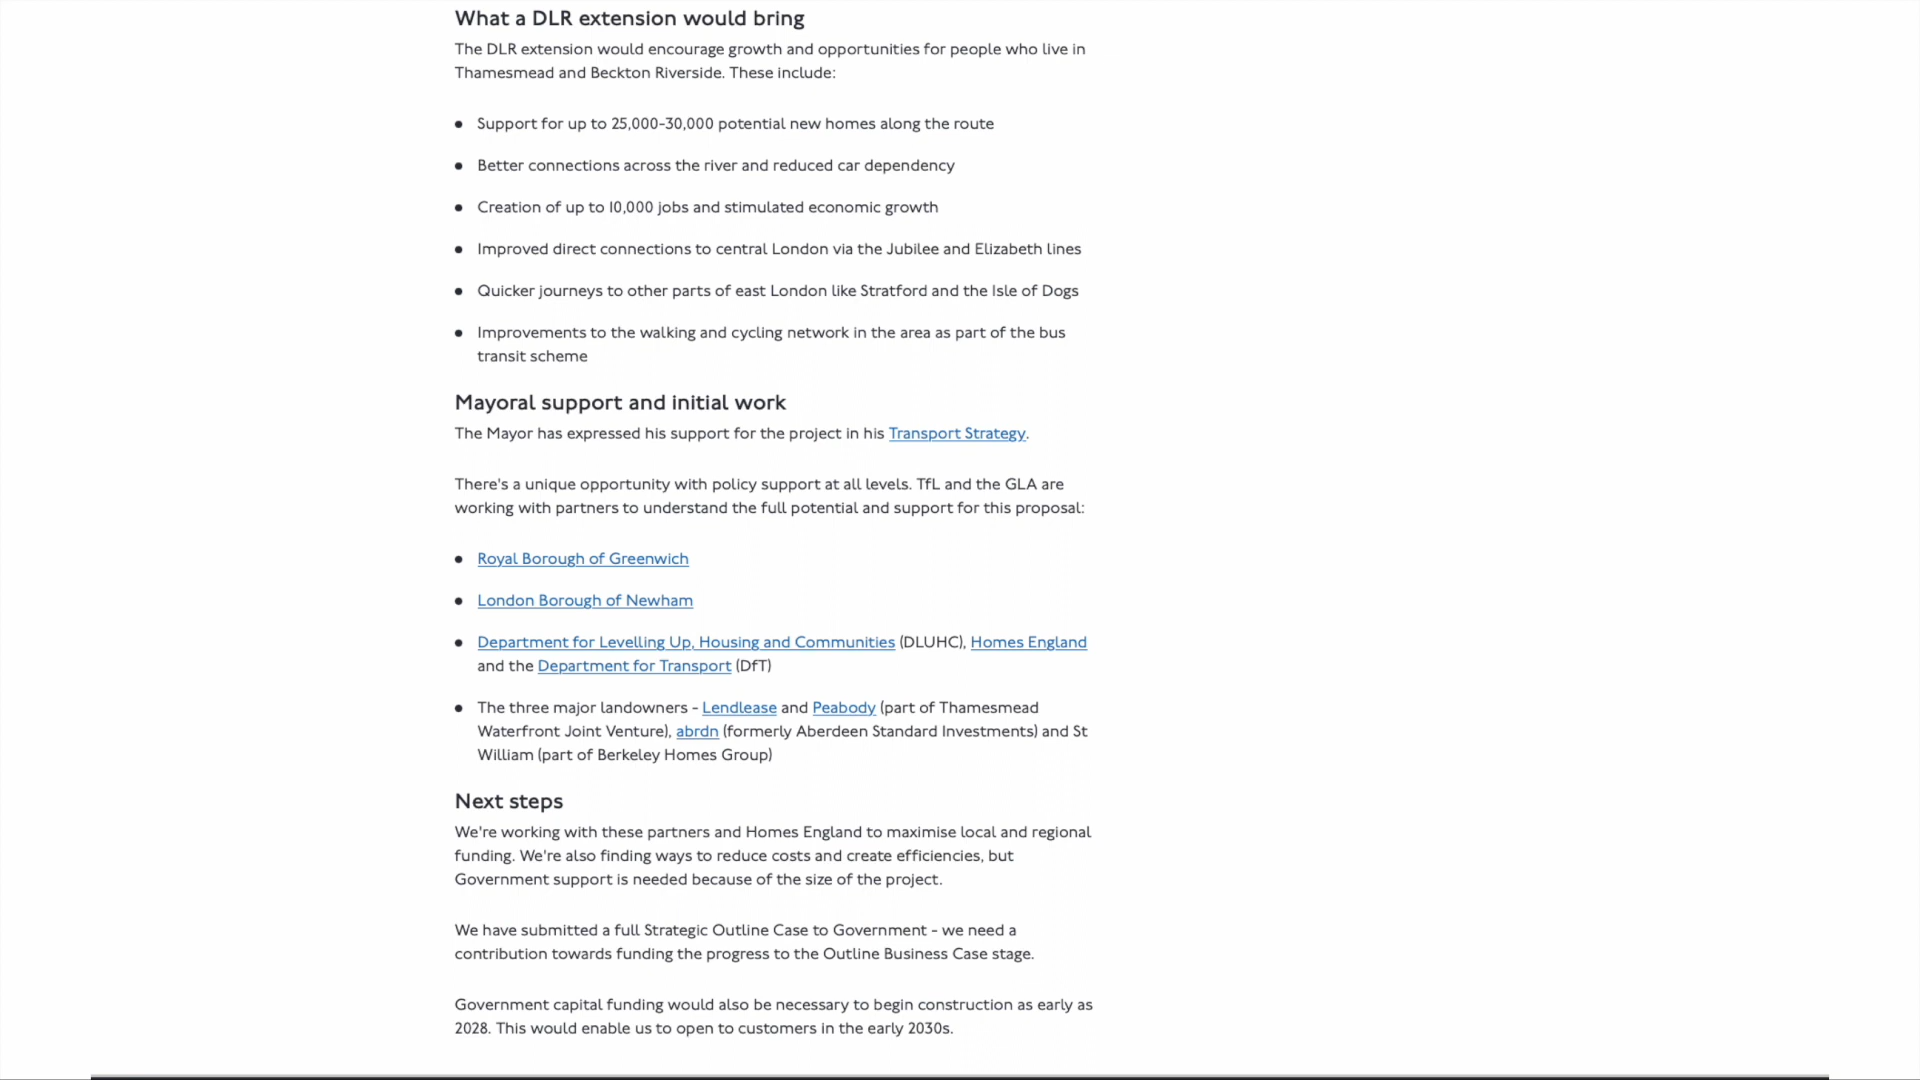 What a DLR extension would bring
The DLR extension would encourage growth and opportunities for people who live in
Thamesmead and Beckton Riverside. These include:
● Support for up to 25,000-30,000 potential new homes along the route
● Better connections across the river and reduced car dependency
● Creation of up to 10,000 jobs and stimulated economic growth
● Improved direct connections to central London via the Jubilee and Elizabeth lines
● Quicker journeys to other parts of east London like Stratford and the Isle of Dogs
● Improvements to the walking and cycling network in the area as part of the bus
transit scheme
Mayoral support and initial work
The Mayor has expressed his support for the project in his Transport Strategy.
There's a unique opportunity with policy support at all levels. TfL and the GLA are
working with partners to understand the full potential and support for this proposal:
● Royal Borough of Greenwich
● London Borough of Newham
● Department for Levelling Up, Housing and Communities (DLUHC), Homes England
and the Department for Transport (DfT)
● The three major landowners - Lendlease and Peabody (part of Thamesmead
Waterfront Joint Venture), abrdn (formerly Aberdeen Standard Investments) and St
William (part of Berkeley Homes Group)
Next steps
We're working with these partners and Homes England to maximise local and regional
funding. We're also finding ways to reduce costs and create efficiencies, but
Government support is needed because of the size of the project.
We have submitted a full Strategic Outline Case to Government - we need a
contribution towards funding the progress to the Outline Business Case stage.
Government capital funding would also be necessary to begin construction as early as
2028. This would enable us to open to customers in the early 2030s.